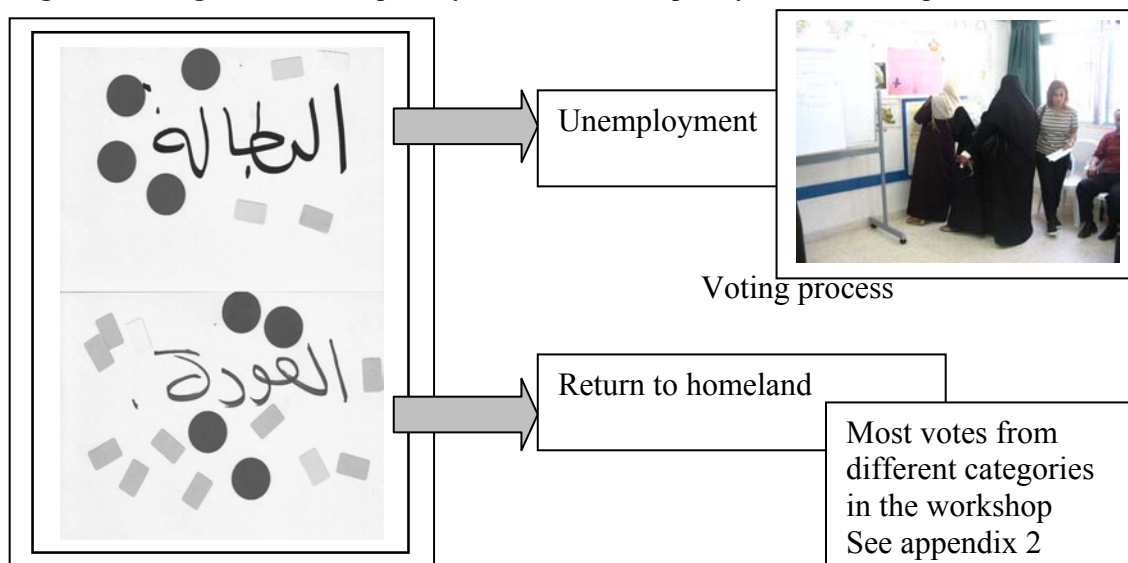 البطالة
Unemployment
Voting process
العودة
Return to homeland
Most votes from
different categories
in the workshop
See appendix 2